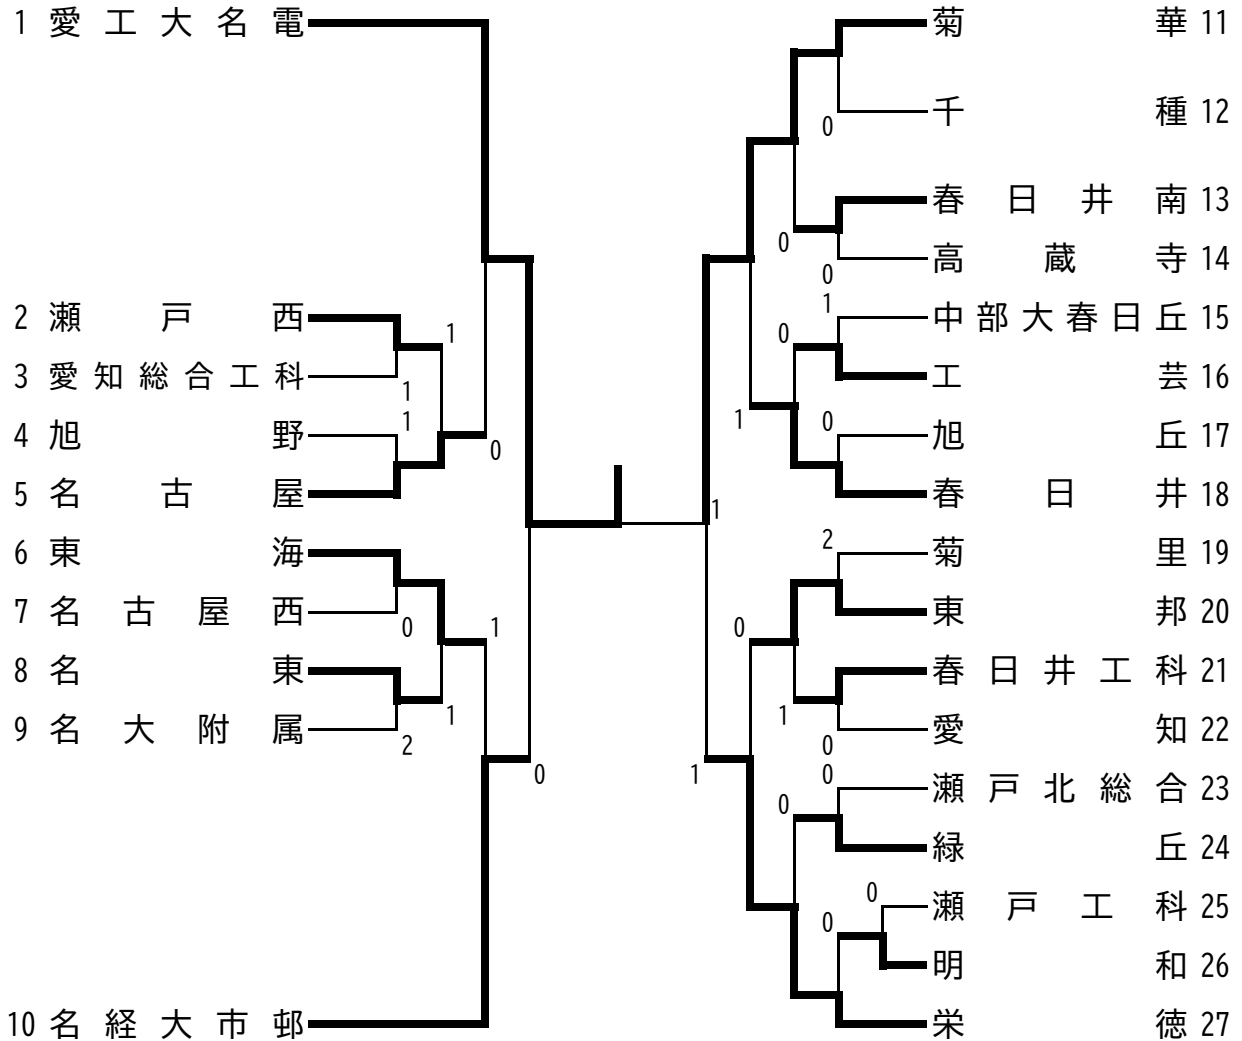 1 愛工大名電
2 瀬戸西
3 愛知総合工科
4 旭野
5 名古屋
6 東海
7 名古屋西
8 名東
9 名大附属
10 名経大市邨
1
1
1
0
0
1
1
2
0
菊華 11
千種 12
春日井南 13
高蔵寺 14
中部大春日丘 15
工芸 16
旭丘 17
春日井 18
菊里 19
東邦 20
春日井工科 21
愛知 22
瀬戸北総合 23
緑丘 24
瀬戸工科 25
明和 26
栄徳 27
0
0
0
1
0
0
1
1
2
0
1
0
0
0
1
0
0